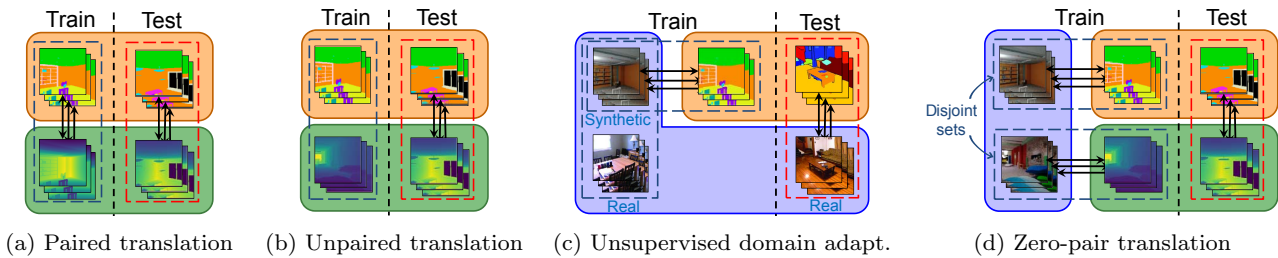 Train Test
Train Test
Train Test
Train Test
Synthetic
Real
Real
Disjoint
sets
(a) Paired translation
(b) Unpaired translation
(c) Unsupervised domain adapt.
(d) Zero-pair translation